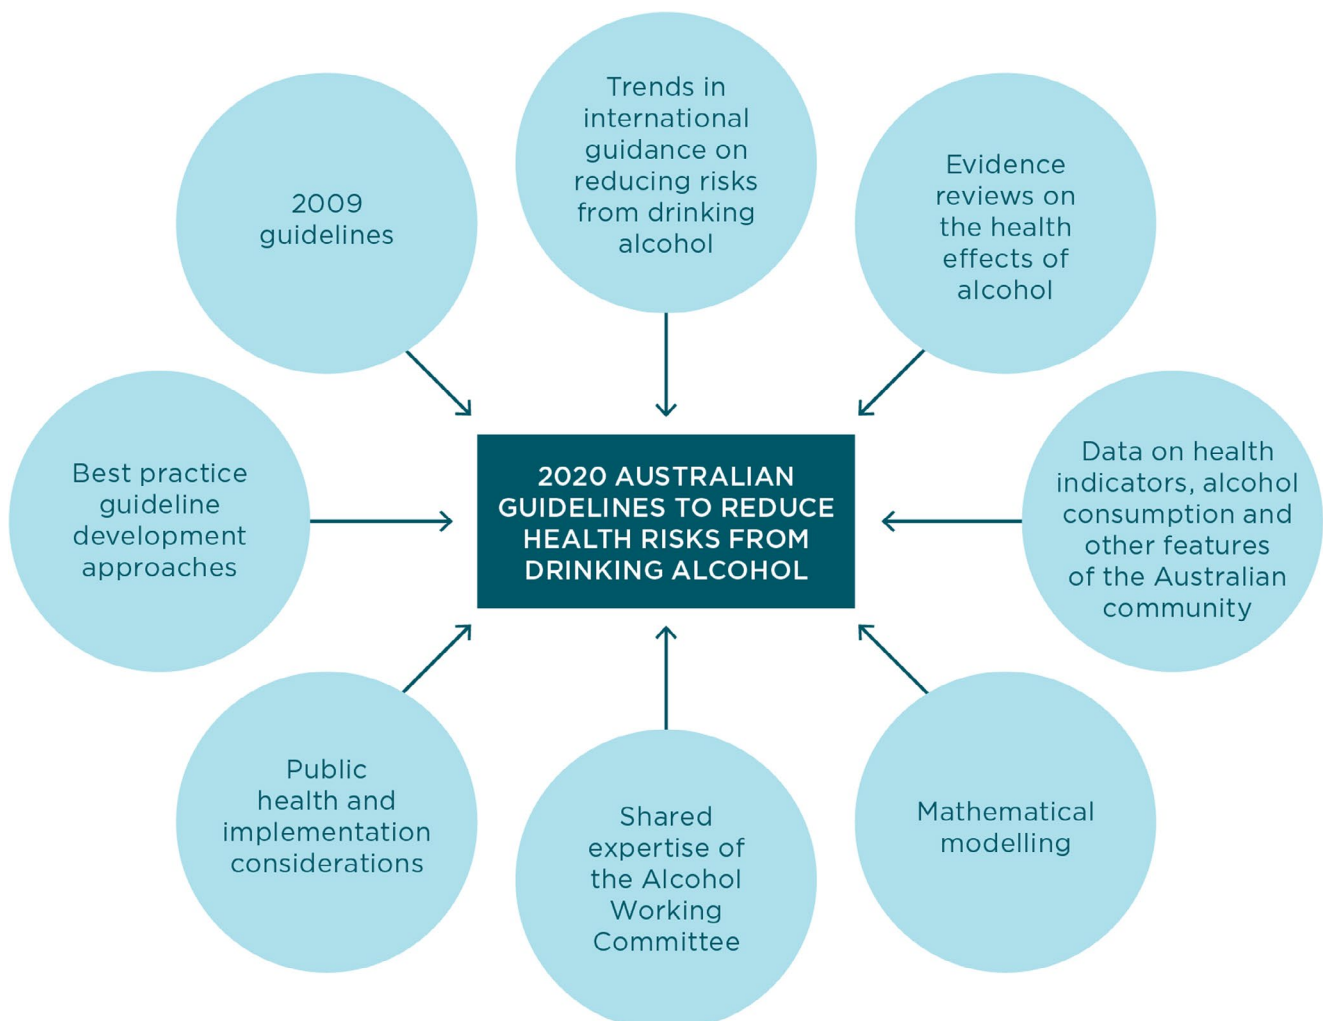 Trends in
international
guidance on
reducing risks
from drinking
alcohol
2009
guidelines
Evidence
reviews on
the health
effects of
alcohol
Best practice
guideline
development
approaches
2020 AUSTRALIAN
GUIDELINES TO REDUCE
HEALTH RISKS FROM
DRINKING ALCOHOL
Data on health
indicators, alcohol
consumption and
other features
of the Australian
community
Public
health and
implementation
considerations
Shared
expertise of
the Alcohol
Working
Committee
Mathematical
modelling